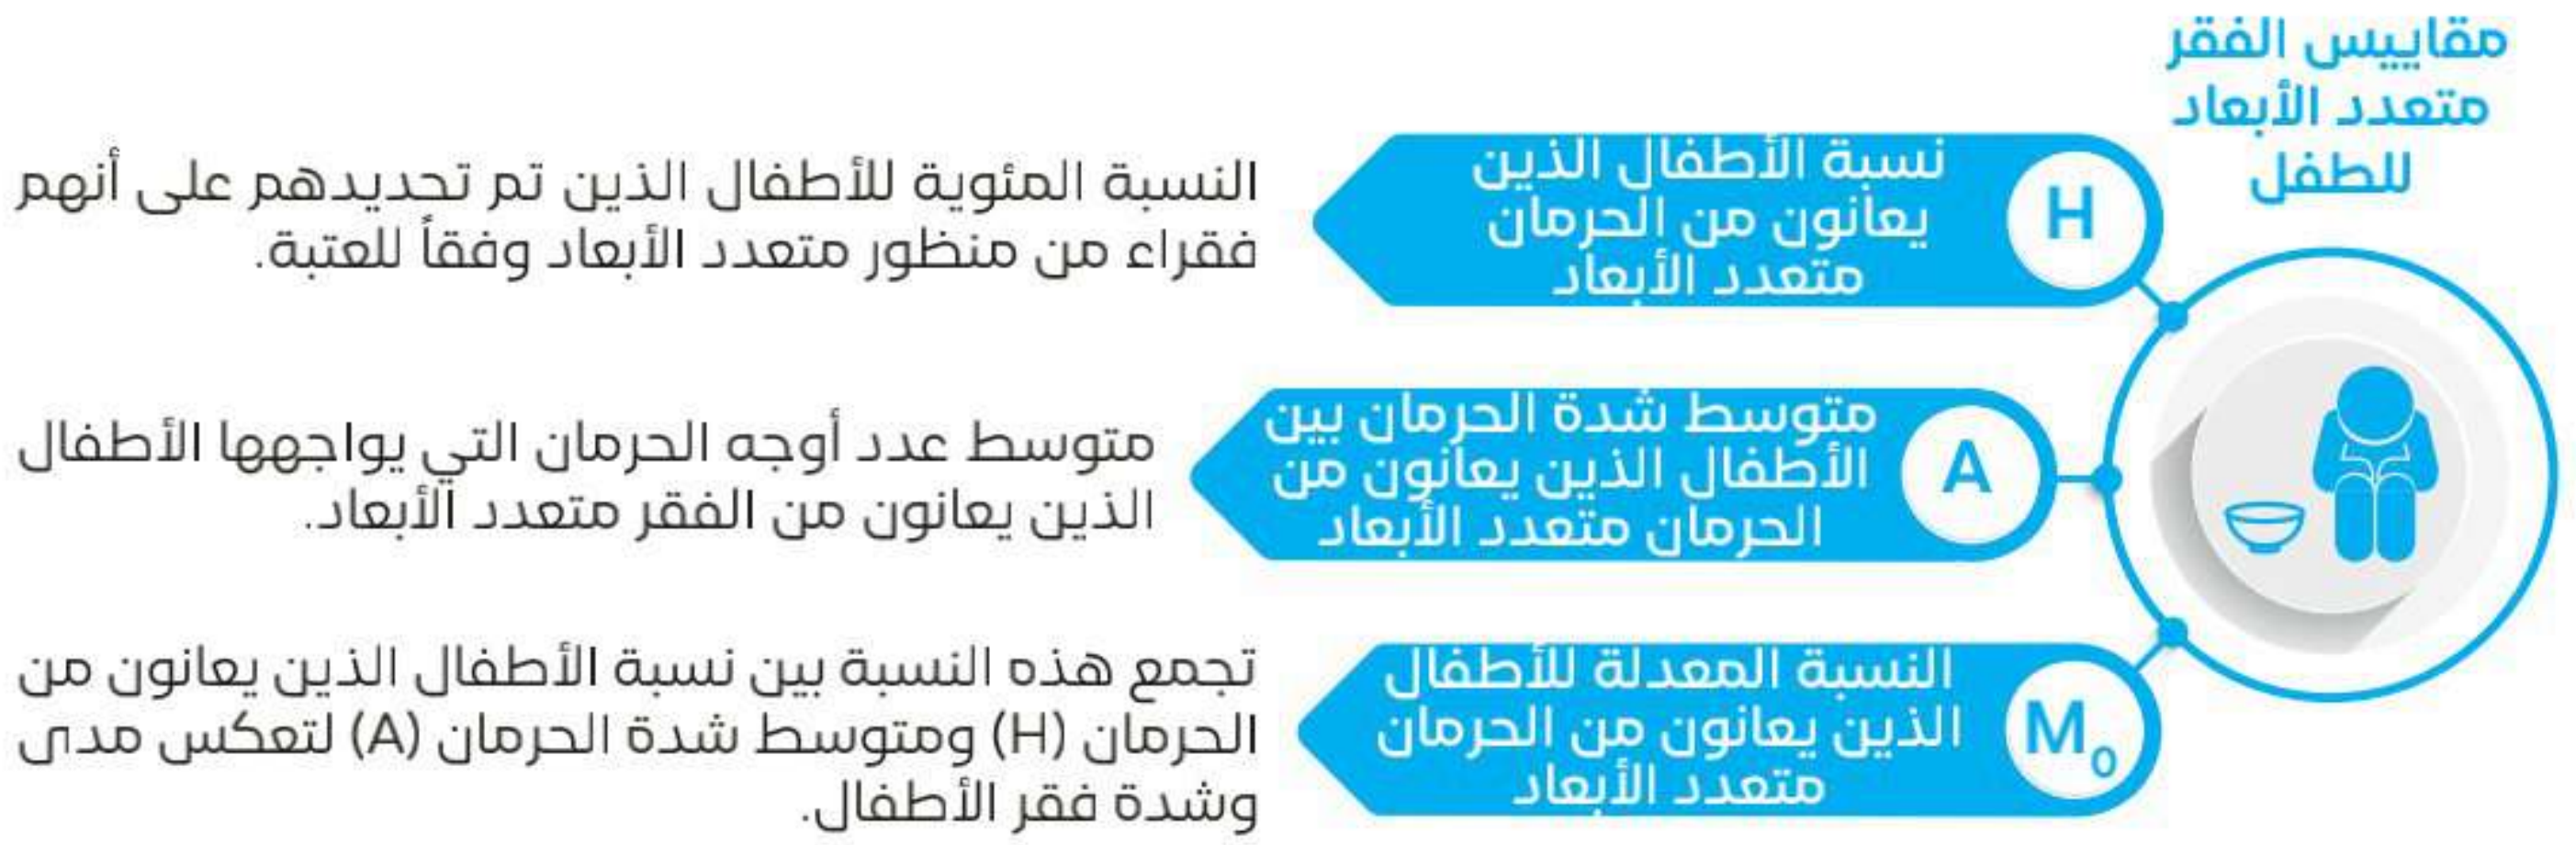 مقاييس الفقر
متعدد الأبعاد
للطفل
H
نسبة الأطفال الذين
يعانون من الحرمان
متعدد الأبعاد
النسبة المئوية للأطفال الذين تم تحديدهم على أنهم
فقراء من منظور متعدد الأبعاد وفقاً للعتبة.
A
متوسط شدة الحرمان بين
الأطفال الذين يعانون من
الحرمان متعدد الأبعاد
متوسط عدد أوجه الحرمان التي يواجهها الأطفال
الذين يعانون من الفقر متعدد الأبعاد.
M₀
النسبة المعدلة للأطفال
الذين يعانون من الحرمان
متعدد الأبعاد
تجمع هذه النسبة بين نسبة الأطفال الذين يعانون من
الحرمان (H) ومتوسط شدة الحرمان (A) لتعكس مدى
وشدة فقر الأطفال.